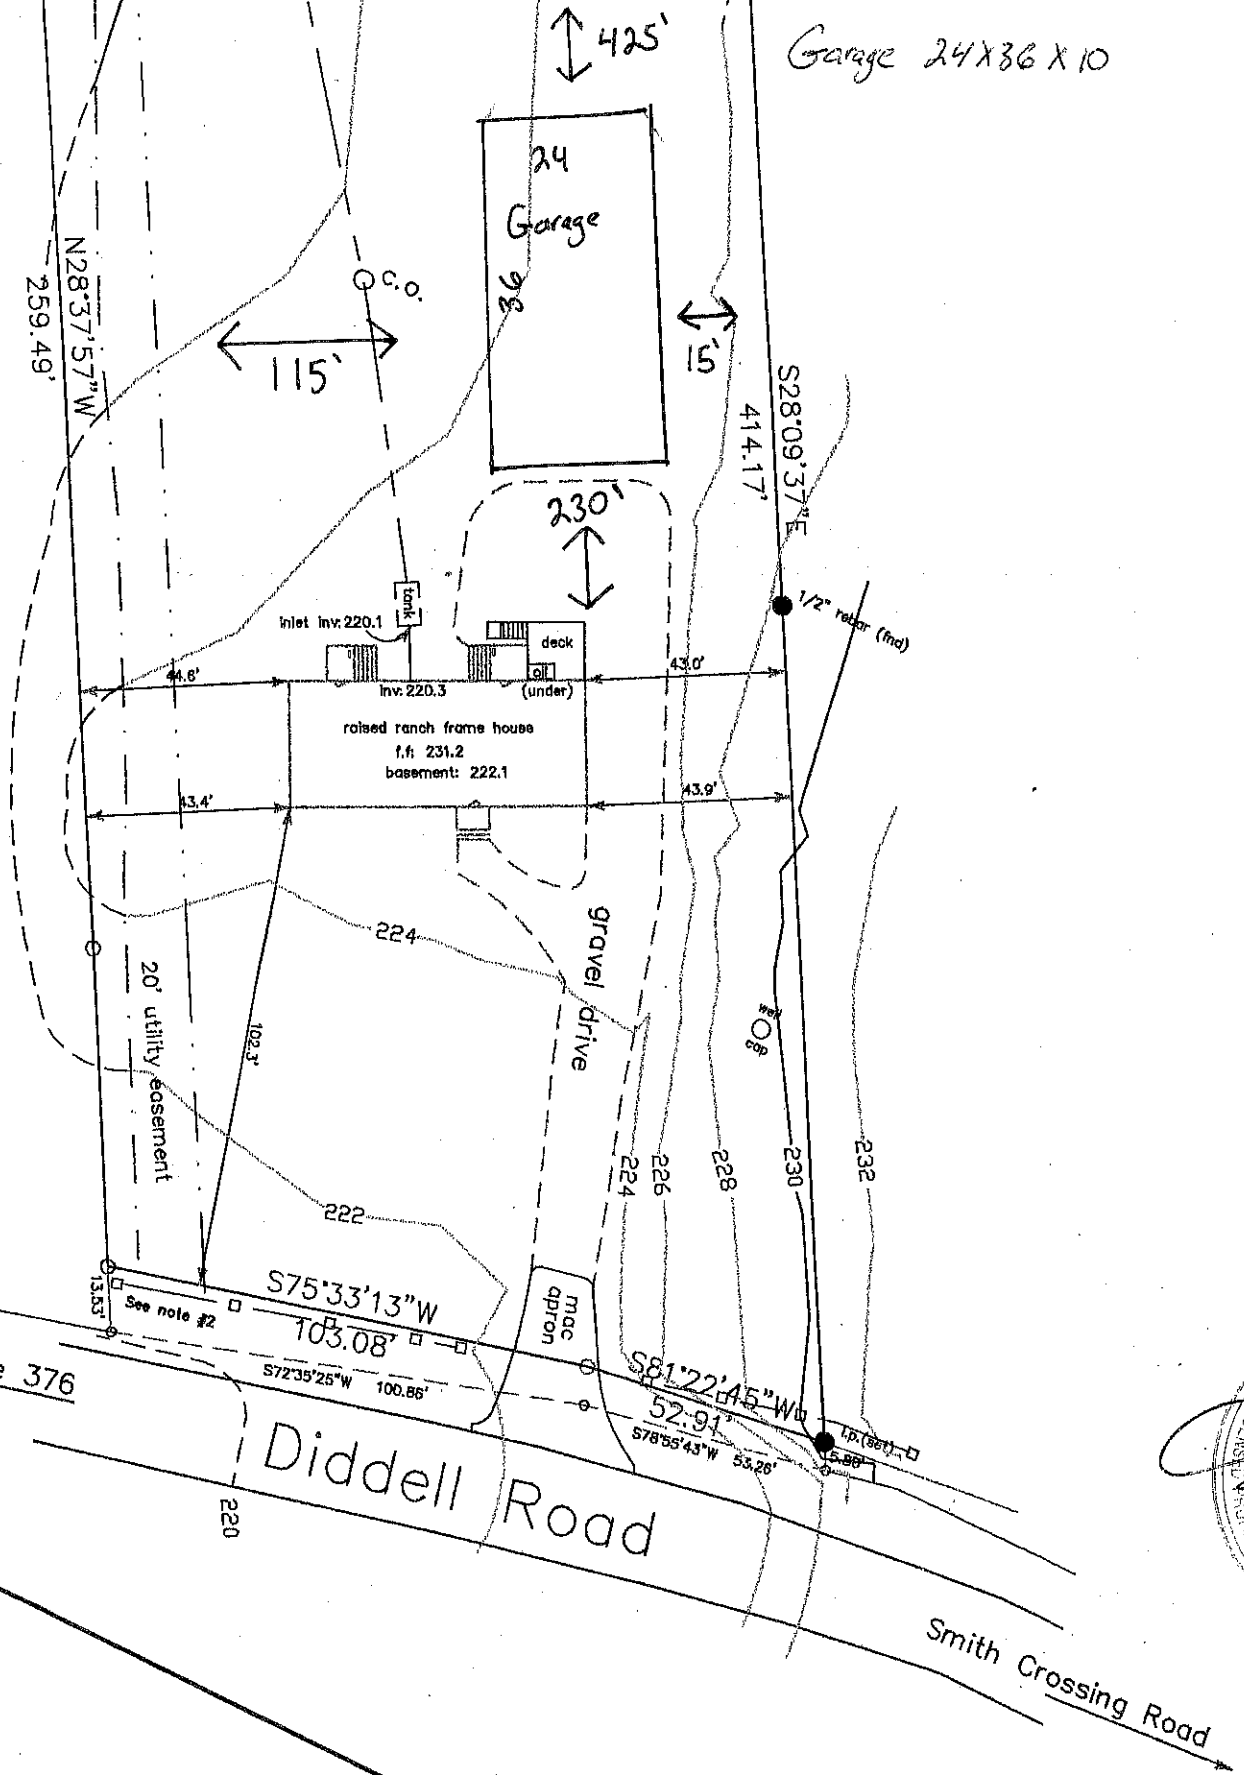 425'
Garage 24X36X10
24
Garage
36
C.O.
115'
15'
N28°37'57"W
259.49'
S28°09'37"E
414.17'
230'
1/2" rebar (fnd)
tank
inlet inv: 220.1
deck
oil
(under)
44.6'
43.0'
inv: 220.3
raised ranch frame house
f.f: 231.2
basement: 222.1
43.4'
43.9'
224
gravel drive
well
cap
20' utility easement
102.3'
224
226
228
230
232
222
13.53'
See note #2
S75°33'13"W
103.08'
mac
apron
S72°35'25"W 100.86'
S81°22'45"W
52.91'
S78°55'43"W 53.26'
i.p.(set)
376
Diddell Road
220
Smith Crossing Road